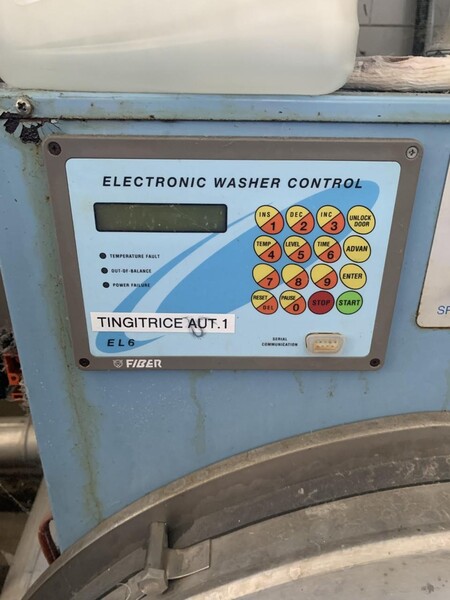 ELECTRONIC WASHER CONTROL
INS 1
DEC 2
INC 3
UNLOCK DOOR
TEMP 4
LEVEL 5
TIME 6
ADVAN
7
8
9
ENTER
RESET DEL
PAUSE 0
STOP
START
TEMPERATURE FAULT
OUT-OF-BALANCE
POWER FAILURE
TINGITRICE AUT.1
EL6
SERIAL
COMMUNICATION
FIBER
SP